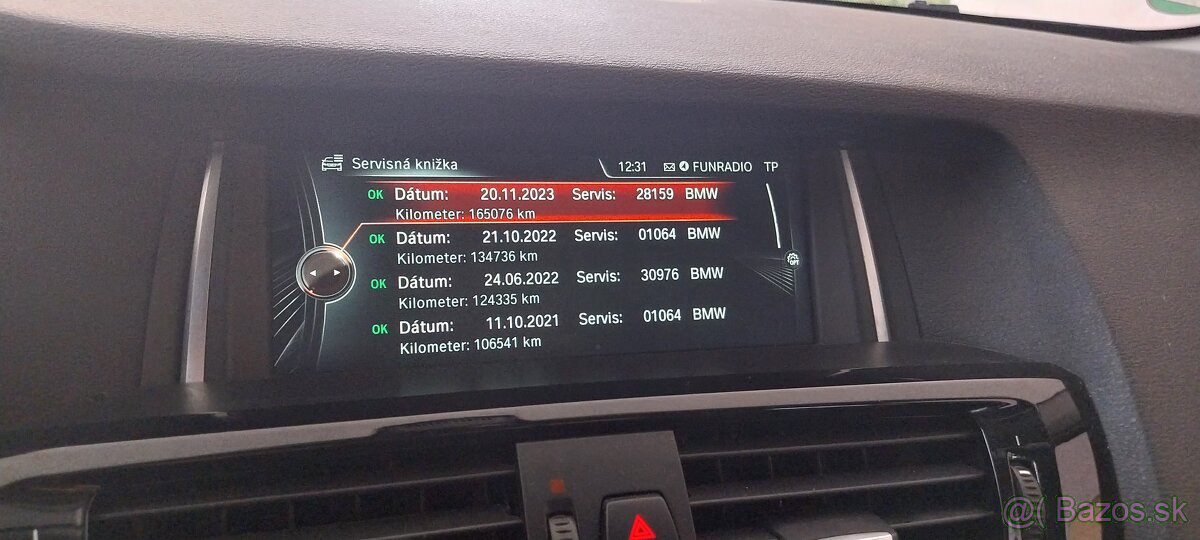 Servisná knižka 12:31 FUNRADIO TP
OK Dátum: 20.11.2023 Servis: 28159 BMW
Kilometer: 165076 km
OK Dátum: 21.10.2022 Servis: 01064 BMW
Kilometer: 134736 km
OK Dátum: 24.06.2022 Servis: 30976 BMW
Kilometer: 124335 km
OK Dátum: 11.10.2021 Servis: 01064 BMW
Kilometer: 106541 km
OPT
Bazos.sk